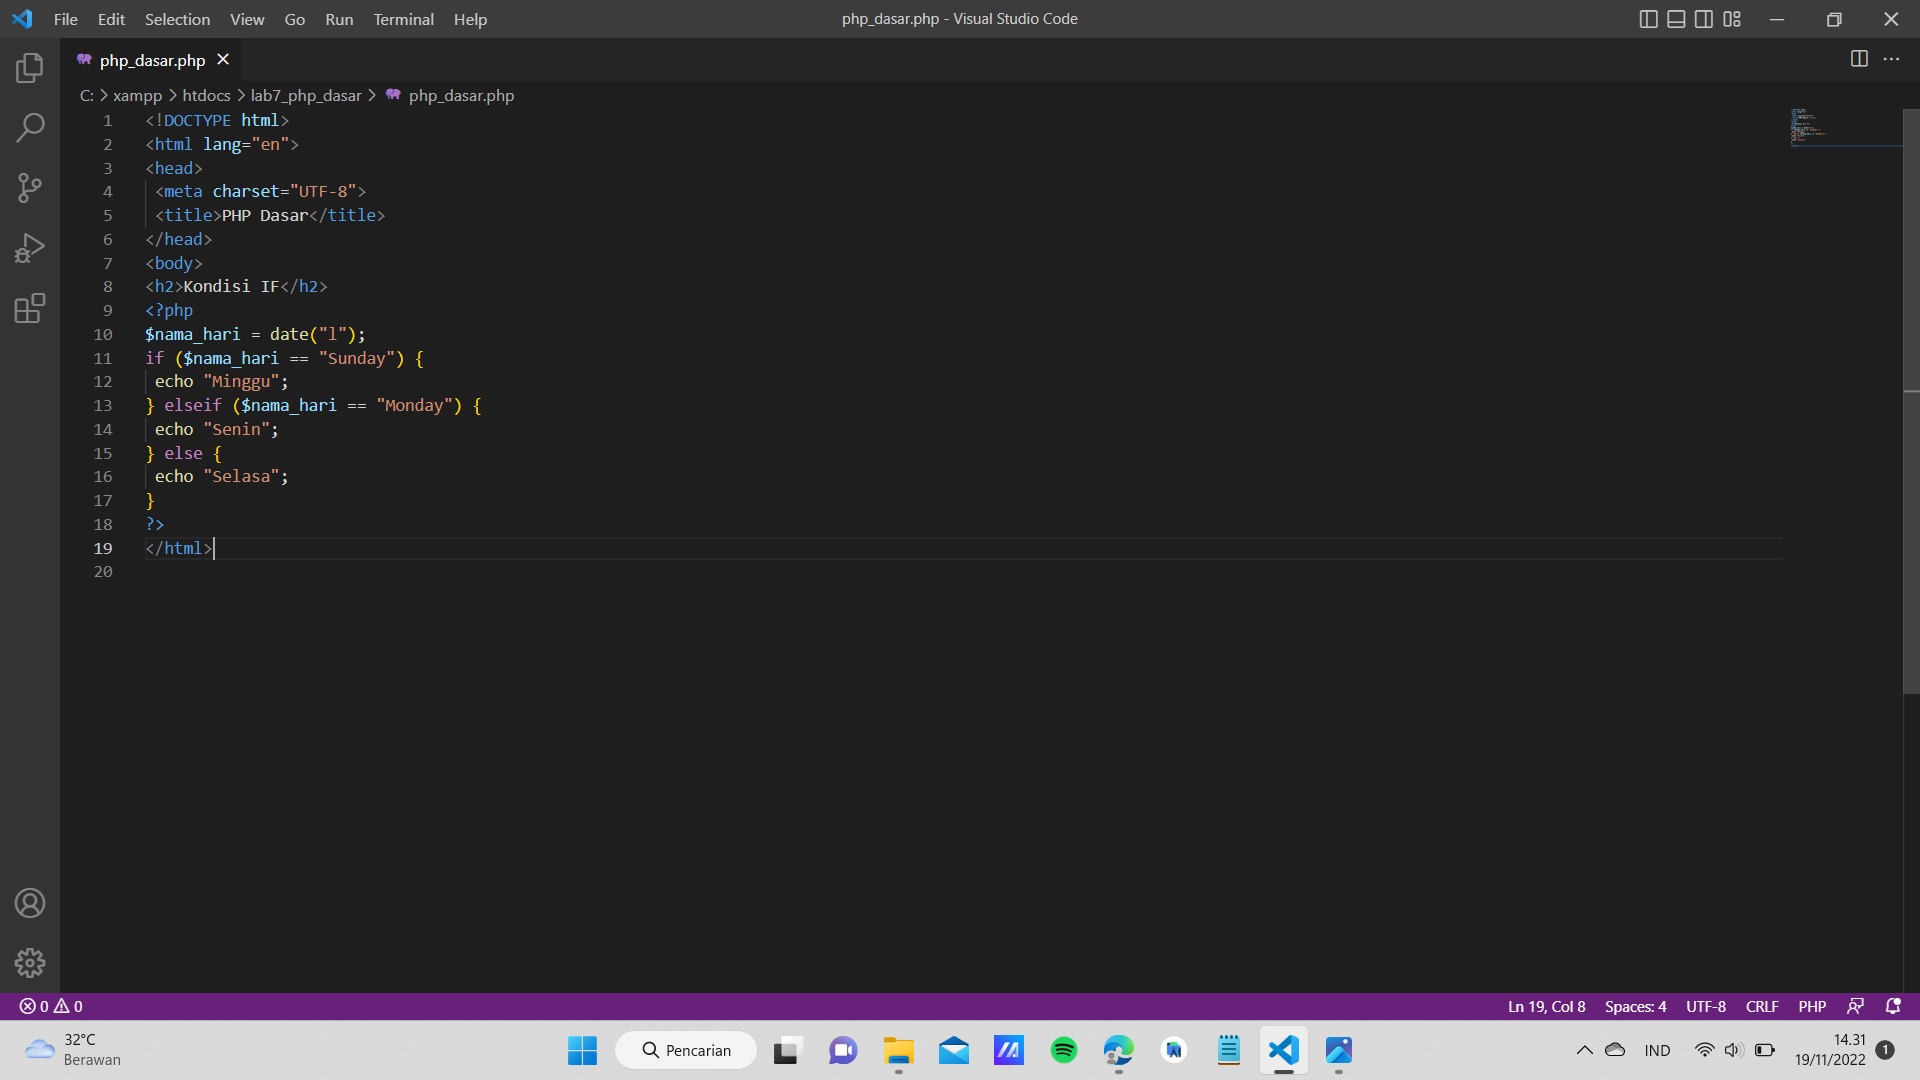 File Edit Selection View Go Run Terminal Help php_dasar.php - Visual Studio Code
php_dasar.php
C: > xampp > htdocs > lab7_php_dasar > php_dasar.php
1 <!DOCTYPE html>
2 <html lang="en">
3 <head>
4 <meta charset="UTF-8">
5 <title>PHP Dasar</title>
6 </head>
7 <body>
8 <h2>Kondisi IF</h2>
9 <?php
10 $nama_hari = date("l");
11 if ($nama_hari == "Sunday") {
12 echo "Minggu";
13 } elseif ($nama_hari == "Monday") {
14 echo "Senin";
15 } else {
16 echo "Selasa";
17 }
18 ?>
19 </html>
20
0 0 Ln 19, Col 8 Spaces: 4 UTF-8 CRLF PHP
32°C
Berawan
Pencarian
IND
14.31
19/11/2022
1